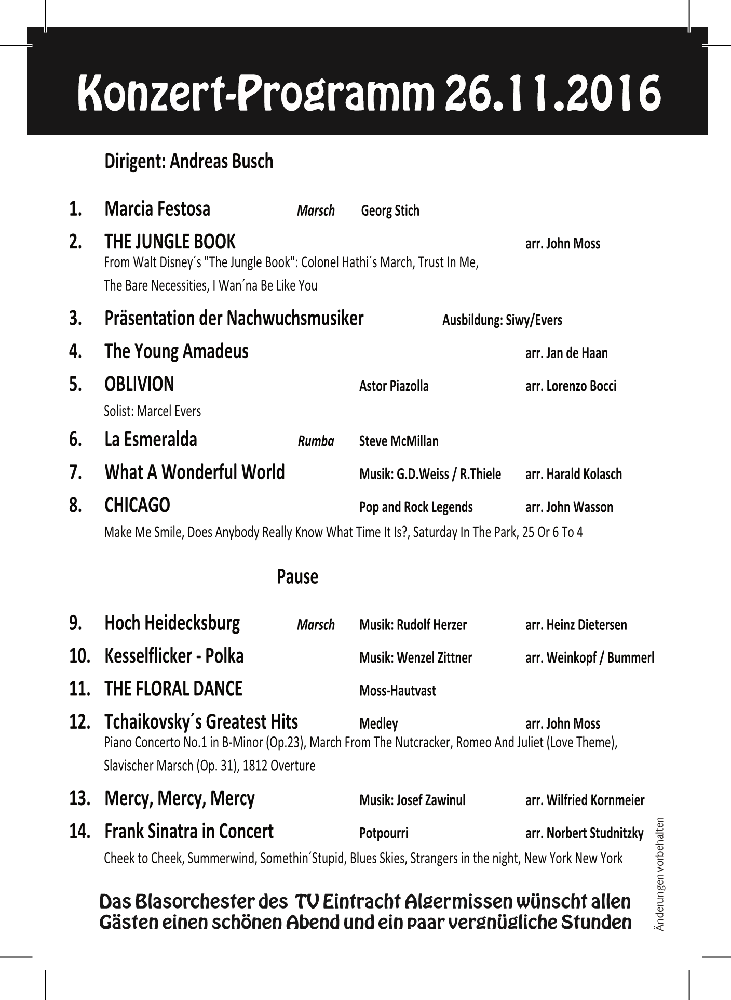 Konzert-Programm 26.11.2016
Dirigent: Andreas Busch
1. Marcia Festosa Marsch Georg Stich
2. THE JUNGLE BOOK arr. John Moss
From Walt Disney´s "The Jungle Book": Colonel Hathi´s March, Trust In Me,
The Bare Necessities, I Wan´na Be Like You
3. Präsentation der Nachwuchsmusiker Ausbildung: Siwy/Evers
4. The Young Amadeus arr. Jan de Haan
5. OBLIVION Astor Piazolla arr. Lorenzo Bocci
Solist: Marcel Evers
6. La Esmeralda Rumba Steve McMillan
7. What A Wonderful World Musik: G.D.Weiss / R.Thiele arr. Harald Kolasch
8. CHICAGO Pop and Rock Legends arr. John Wasson
Make Me Smile, Does Anybody Really Know What Time It Is?, Saturday In The Park, 25 Or 6 To 4
Pause
9. Hoch Heidecksburg Marsch Musik: Rudolf Herzer arr. Heinz Dietersen
10. Kesselflicker - Polka Musik: Wenzel Zittner arr. Weinkopf / Bummerl
11. THE FLORAL DANCE Moss-Hautvast
12. Tchaikovsky´s Greatest Hits Medley arr. John Moss
Piano Concerto No.1 in B-Minor (Op.23), March From The Nutcracker, Romeo And Juliet (Love Theme),
Slavischer Marsch (Op. 31), 1812 Overture
13. Mercy, Mercy, Mercy Musik: Josef Zawinul arr. Wilfried Kornmeier
14. Frank Sinatra in Concert Potpourri arr. Norbert Studnitzky
Cheek to Cheek, Summerwind, Somethin´Stupid, Blues Skies, Strangers in the night, New York New York
Änderungen vorbehalten
Das Blasorchester des TV Eintracht Algermissen wünscht allen
Gästen einen schönen Abend und ein paar vergnügliche Stunden